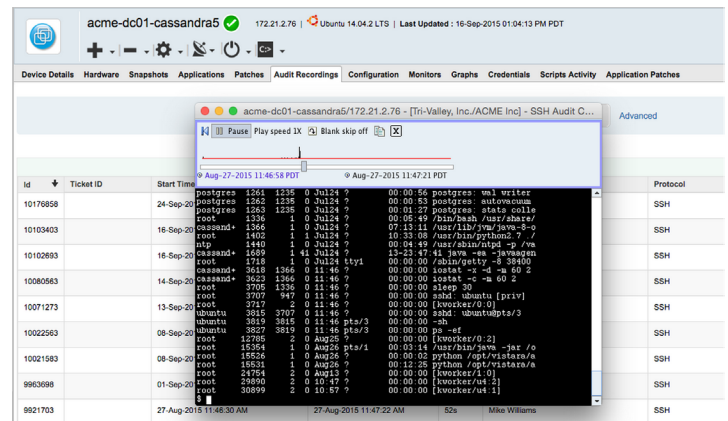 acme-dc01-cassandra5 172.21.2.76 | Ubuntu 14.04.2 LTS | Last Updated : 16-Sep-2015 01:04:13 PM PDT
Device Details Hardware Snapshots Applications Patches Audit Recordings Configuration Monitors Graphs Credentials Scripts Activity Application Patches
acme-dc01-cassandra5/172.21.2.76 - [Tri-Valley, Inc./ACME Inc] - SSH Audit C...
Advanced
Pause Play speed 1X Blank skip off X
Aug-27-2015 11:46:58 PDT Aug-27-2015 11:47:21 PDT
Id Ticket ID Start Time Protocol
postgres 1261 1235 0 Jul24 ? 00:00:56 postgres: wal writer
postgres 1262 1235 0 Jul24 ? 00:00:53 postgres: autovacuum
postgres 1263 1235 0 Jul24 ? 00:01:27 postgres: stats colle
root 1336 1 0 Jul24 ? 00:05:49 /bin/bash /usr/share/
cassand+ 1366 1 0 Jul24 ? 07:13:11 /usr/lib/jvm/java-8-o
root 1402 1 0 Jul24 ? 10:33:08 /usr/bin/python2.7 ./
ntp 1440 1 0 Jul24 ? 00:04:49 /usr/sbin/ntpd -p /va
cassand+ 1689 1 41 Jul24 ? 13-23:47:41 java -ea -javaagen
root 1718 1 0 Jul24 tty1 00:00:00 /sbin/getty -8 38400
cassand+ 3618 1366 0 11:46 ? 00:00:00 iostat -x -d -m 60 2
cassand+ 3623 1366 0 11:46 ? 00:00:00 iostat -c -m 60 2
root 3705 1336 0 11:46 ? 00:00:00 sleep 30
root 3707 947 0 11:46 ? 00:00:00 sshd: ubuntu [priv]
root 3717 2 0 11:46 ? 00:00:00 [kworker/0:0]
ubuntu 3815 3707 0 11:46 ? 00:00:00 sshd: ubuntu@pts/3
ubuntu 3819 3815 0 11:46 pts/3 00:00:00 -sh
ubuntu 3827 3819 0 11:46 pts/3 00:00:00 ps -ef
root 12785 2 0 Aug25 ? 00:00:00 [kworker/0:2]
root 15354 1 0 Aug26 pts/1 00:03:14 /usr/bin/java -jar /o
root 15526 1 0 Aug26 ? 00:00:02 python /opt/vistara/a
root 15531 1 0 Aug26 ? 00:12:25 python /opt/vistara/a
root 24754 2 0 Aug13 ? 00:00:00 [kworker/1:0]
root 29890 2 0 10:47 ? 00:00:00 [kworker/u4:2]
root 30899 2 0 10:57 ? 00:00:00 [kworker/u4:1]
$
10176858 24-Sep-20 SSH
10103403 16-Sep-20 SSH
10102693 16-Sep-20 SSH
10080563 14-Sep-20 SSH
10071273 13-Sep-20 SSH
10022563 08-Sep-20 SSH
10021583 08-Sep-20 SSH
9963698 01-Sep-20 SSH
9921703 27-Aug-2015 11:46:30 AM 27-Aug-2015 11:47:22 AM 52s Mike Williams SSH